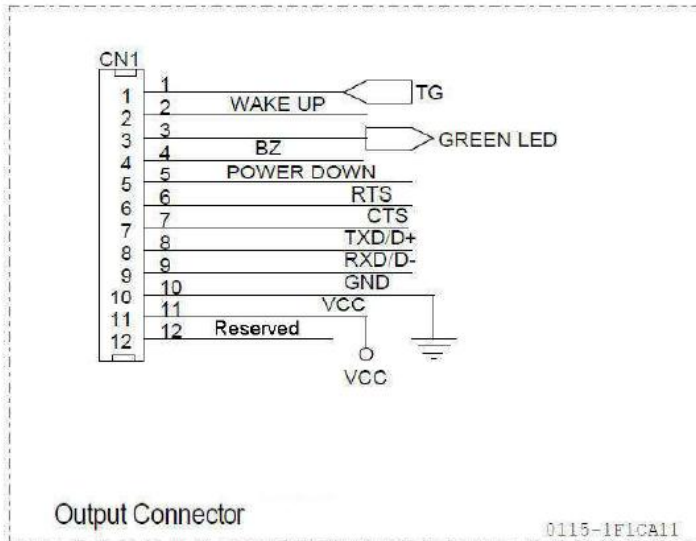 CN1
1 1 TG
2 2 WAKE UP
3 3 GREEN LED
4 4 BZ
5 5 POWER DOWN
6 6 RTS
7 7 CTS
8 8 TXD/D+
9 9 RXD/D-
10 10 GND
11 11 VCC
12 12 Reserved
VCC
Output Connector
0115-1F1CA11